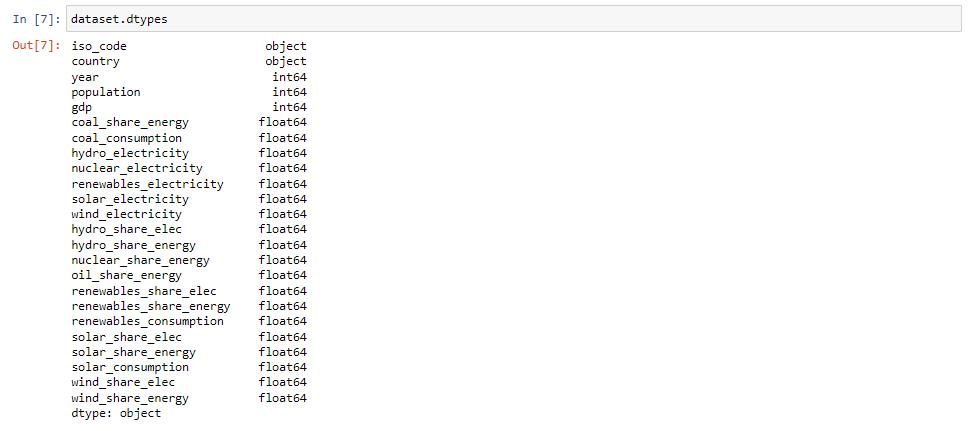 In [7]: dataset.dtypes
Out[7]: iso_code object
country object
year int64
population int64
gdp int64
coal_share_energy float64
coal_consumption float64
hydro_electricity float64
nuclear_electricity float64
renewables_electricity float64
solar_electricity float64
wind_electricity float64
hydro_share_elec float64
hydro_share_energy float64
nuclear_share_energy float64
oil_share_energy float64
renewables_share_elec float64
renewables_share_energy float64
renewables_consumption float64
solar_share_elec float64
solar_share_energy float64
solar_consumption float64
wind_share_elec float64
wind_share_energy float64
dtype: object